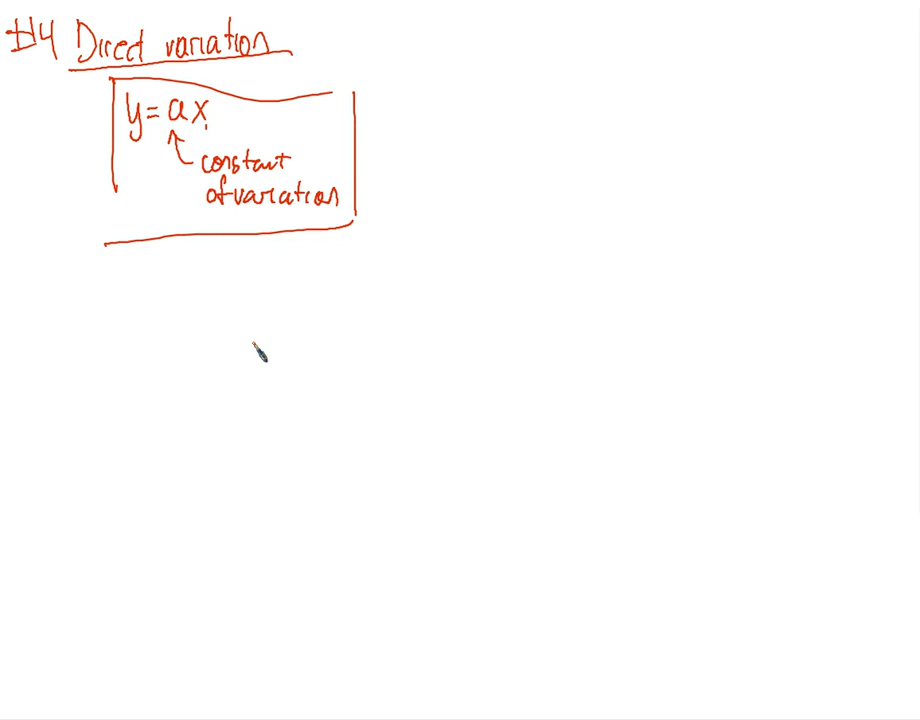 #4 Direct variation
y = ax
constant
of variation